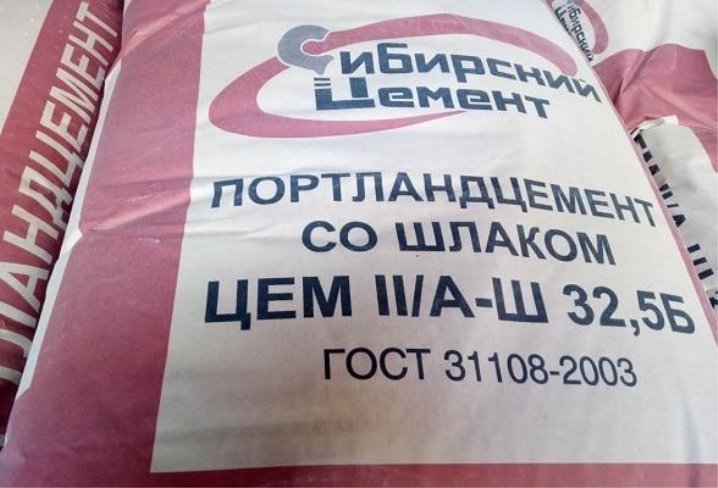 Сибирский
Цемент
ПОРТЛАНДЦЕМЕНТ
СО ШЛАКОМ
ЦЕМ II/А-Ш 32,5Б
ГОСТ 31108-2003